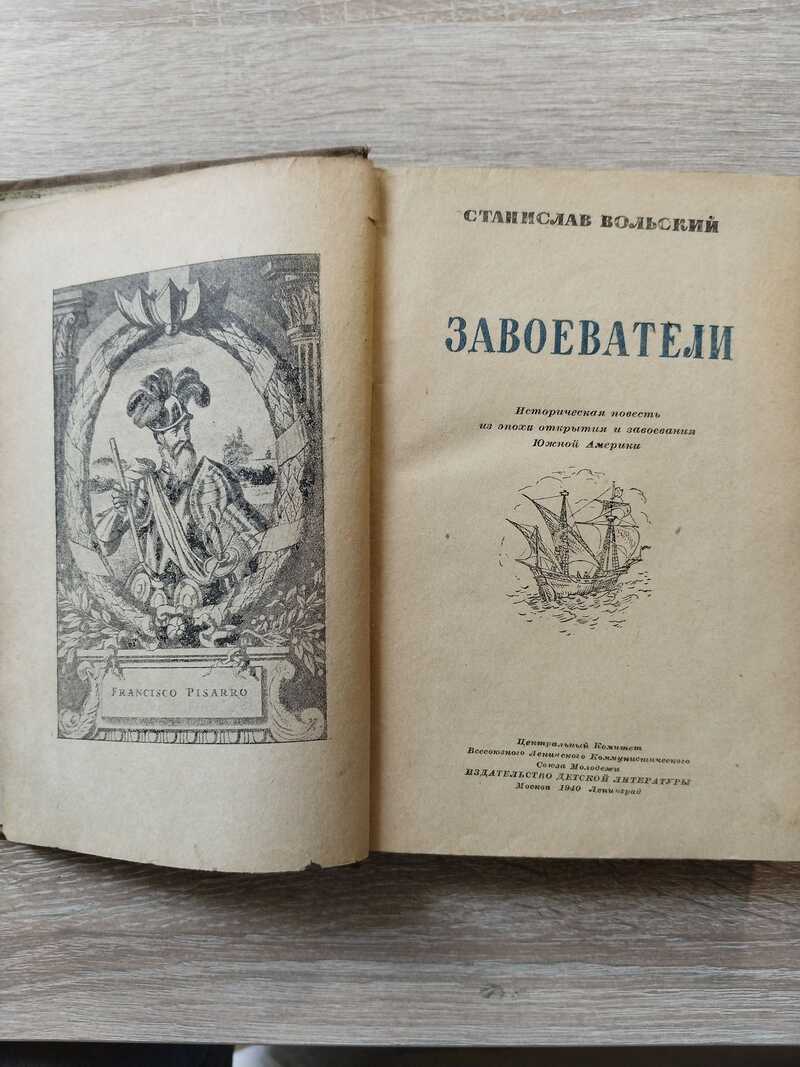 FRANCISCO PISARRO
СТАНИСЛАВ ВОЛЬСКИЙ
ЗАВОЕВАТЕЛИ
Историческая повесть
из эпохи открытия и завоевания
Южной Америки
Центральный Комитет
Всесоюзного Ленинского Коммунистического
Союза Молодежи
ИЗДАТЕЛЬСТВО ДЕТСКОЙ ЛИТЕРАТУРЫ
Москва 1940 Ленинград